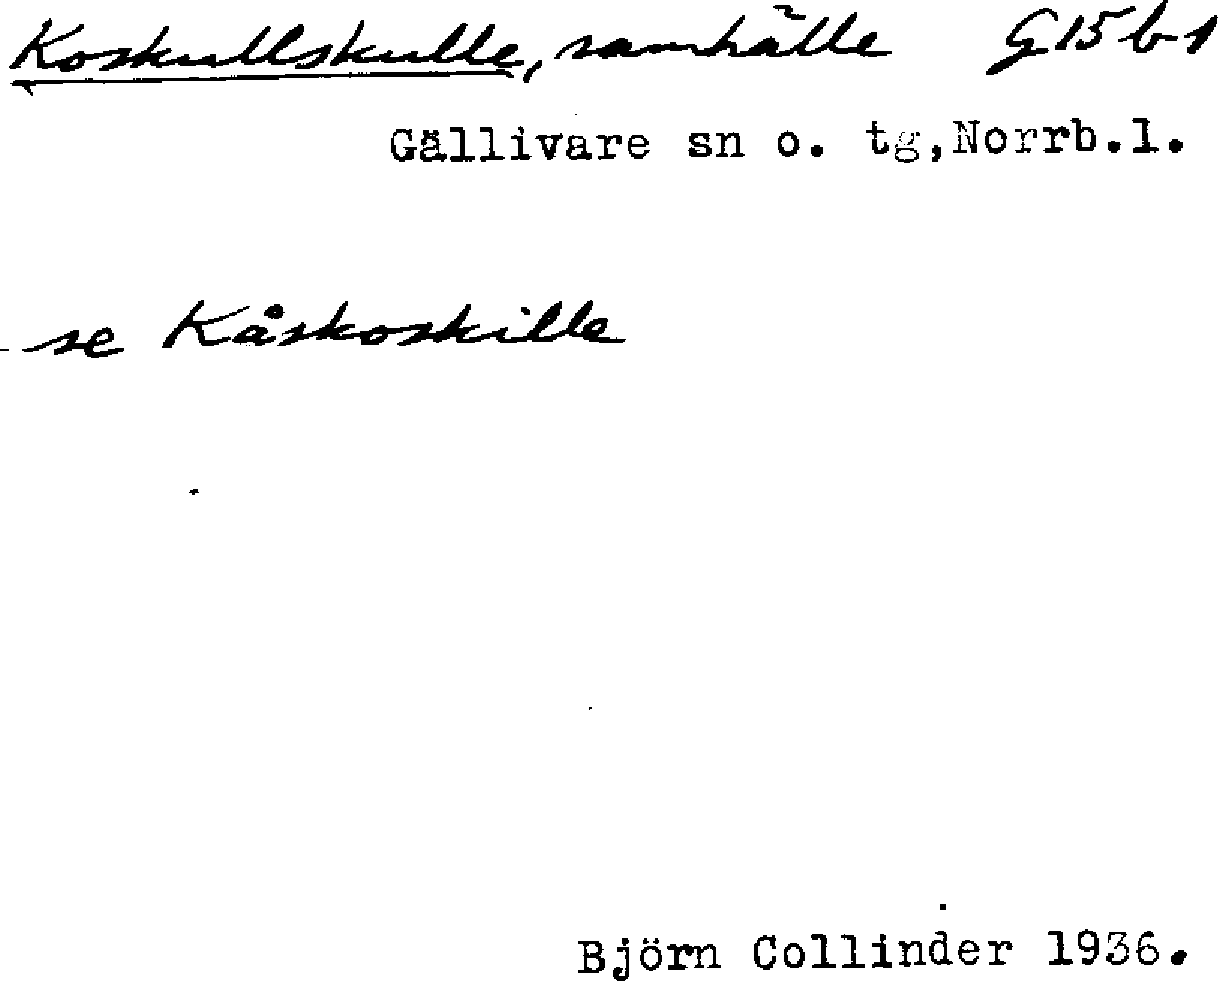 Koskullskulle, samhälle G15b1
Gällivare sn o. tg,Norrb.l.
se Kåskoskille
Björn Collinder 1936.